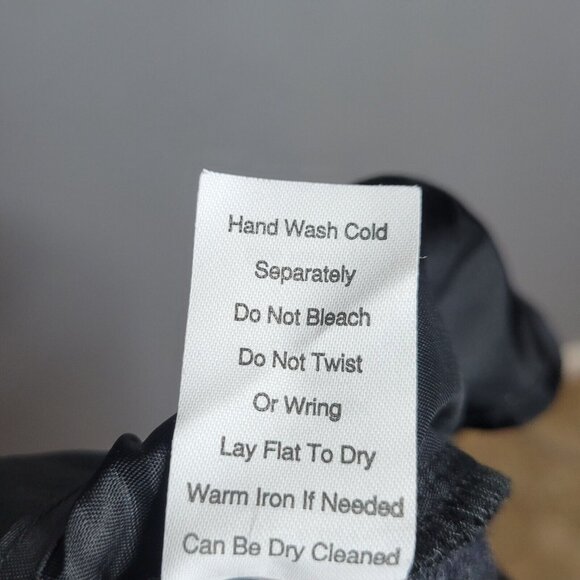 Hand Wash Cold
Separately
Do Not Bleach
Do Not Twist
Or Wring
Lay Flat To Dry
Warm Iron If Needed
Can Be Dry Cleaned